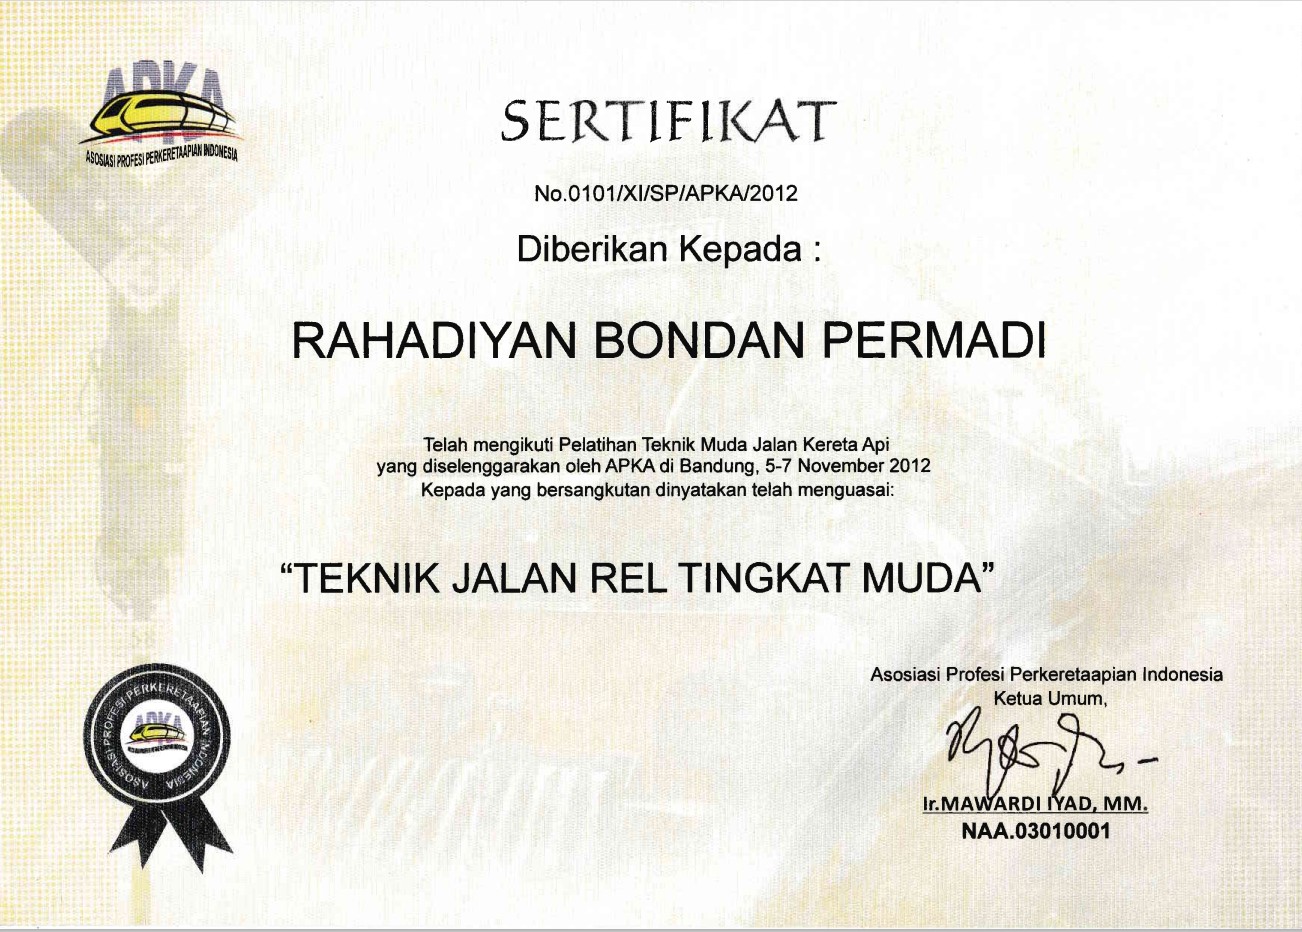 APKA
ASOSIASI PROFESI PERKERETAAPIAN INDONESIA
SERTIFIKAT
No.0101/XI/SP/APKA/2012
Diberikan Kepada :
RAHADIYAN BONDAN PERMADI
Telah mengikuti Pelatihan Teknik Muda Jalan Kereta Api
yang diselenggarakan oleh APKA di Bandung, 5-7 November 2012
Kepada yang bersangkutan dinyatakan telah menguasai:
“TEKNIK JALAN REL TINGKAT MUDA”
Asosiasi Profesi Perkeretaapian Indonesia
Ketua Umum,
Ir.MAWARDI IYAD, MM.
NAA.03010001
ASOSIASI PROFESI PERKERETAAPIAN INDONESIA
APKA